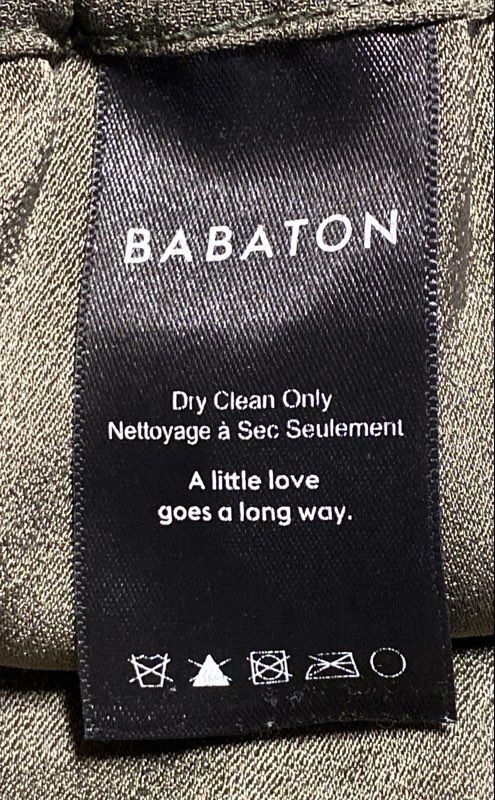 BABATON
Dry Clean Only
Nettoyage à Sec Seulement
A little love
goes a long way.